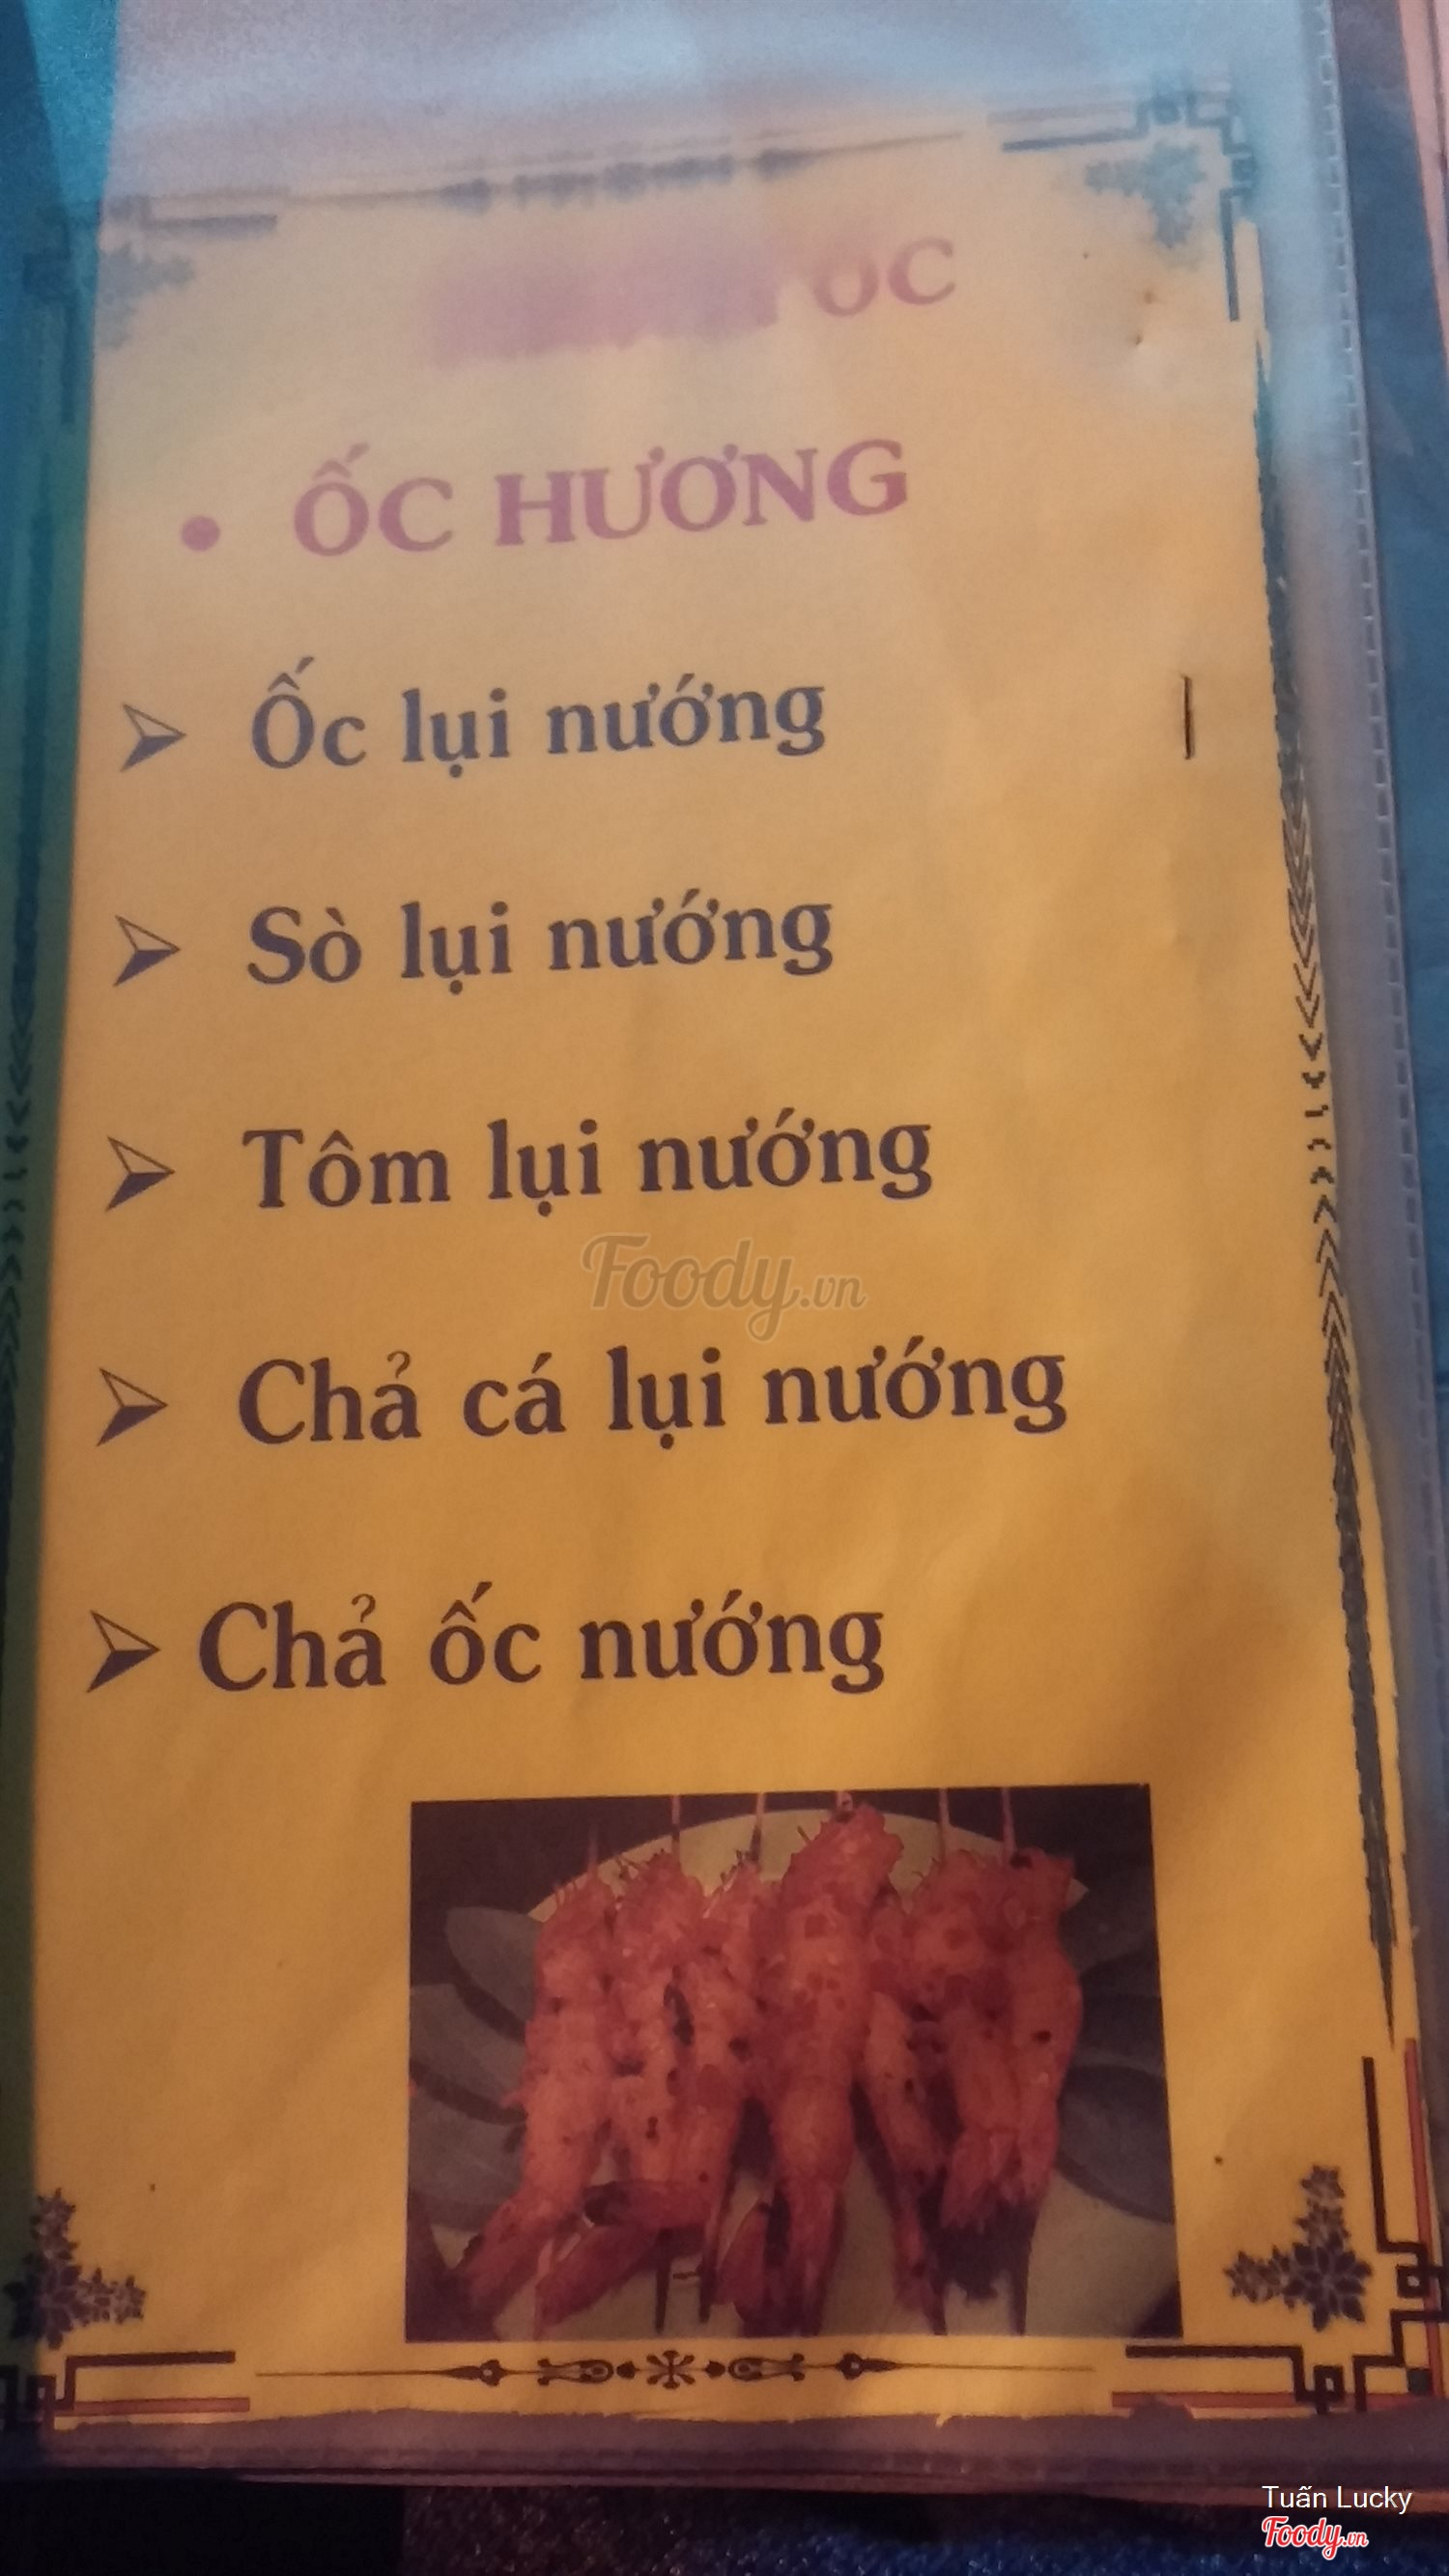 ỐC
• ỐC HƯƠNG
➢ Ốc lụi nướng
➢ Sò lụi nướng
➢ Tôm lụi nướng
Foody.vn
➢ Chả cá lụi nướng
➢ Chả ốc nướng
Tuấn Lucky
Foody.vn